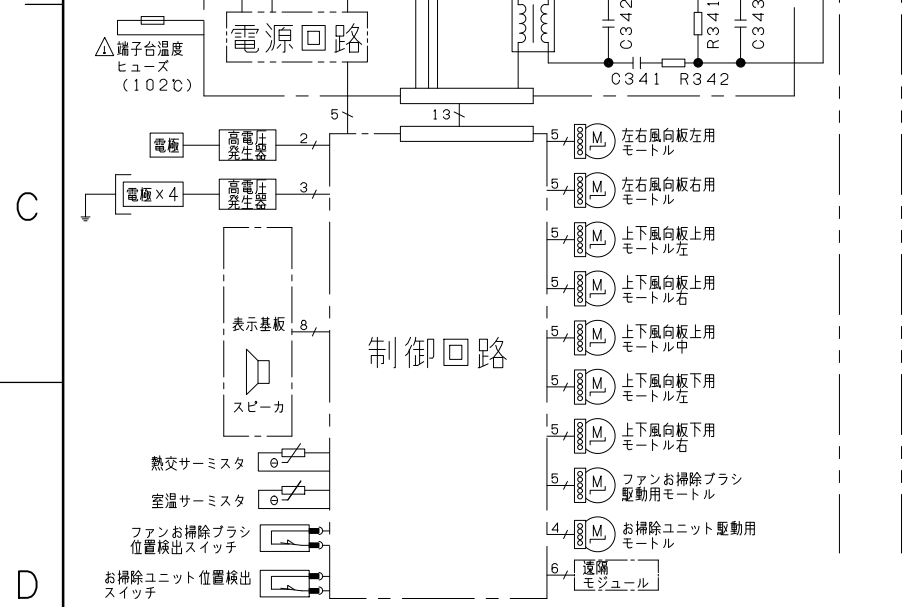 電源回路
C342
R341
C343
端子台温度
ヒューズ
(102℃)
C341
R342
5
13
電極
高電圧
発生器
2
5
左右風向板左用
モートル
C
電極×4
高電圧
発生器
3
5
左右風向板右用
モートル
5
上下風向板上用
モートル左
5
上下風向板上用
モートル右
表示基板
8
制御回路
5
上下風向板上用
モートル中
スピーカ
5
上下風向板下用
モートル左
5
上下風向板下用
モートル右
熱交サーミスタ
θ
5
ファンお掃除ブラシ
駆動用モートル
室温サーミスタ
θ
ファンお掃除ブラシ
位置検出スイッチ
4
お掃除ユニット駆動用
モートル
D
お掃除ユニット位置検出
スイッチ
6
遠隔
モジュール
M
M
M
M
M
M
M
M
M